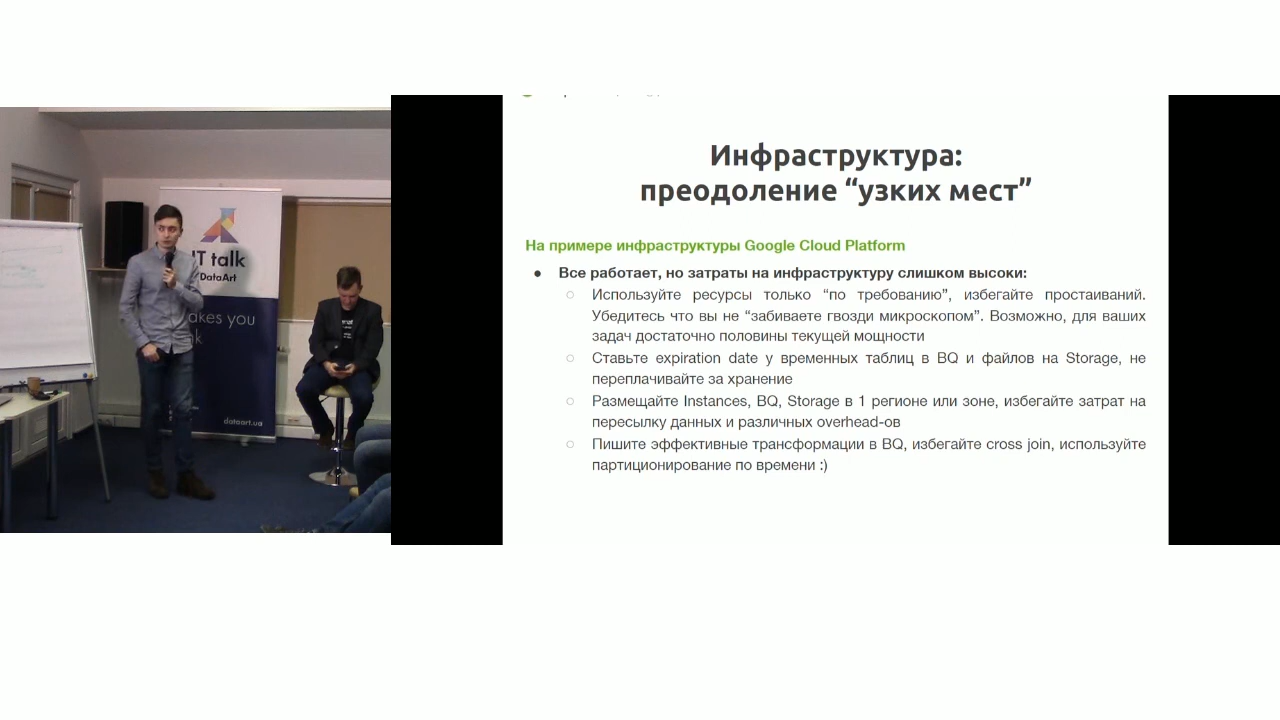 IT talk
DataArt
akes you
k
dataart.ua
Инфраструктура:
преодоление “узких мест”
На примере инфраструктуры Google Cloud Platform
● Все работает, но затраты на инфраструктуру слишком высоки:
○ Используйте ресурсы только “по требованию”, избегайте простаиваний.
Убедитесь что вы не “забиваете гвозди микроскопом”. Возможно, для ваших
задач достаточно половины текущей мощности
○ Ставьте expiration date у временных таблиц в BQ и файлов на Storage, не
переплачивайте за хранение
○ Размещайте Instances, BQ, Storage в 1 регионе или зоне, избегайте затрат на
пересылку данных и различных overhead-ов
○ Пишите эффективные трансформации в BQ, избегайте cross join, используйте
партиционирование по времени :)